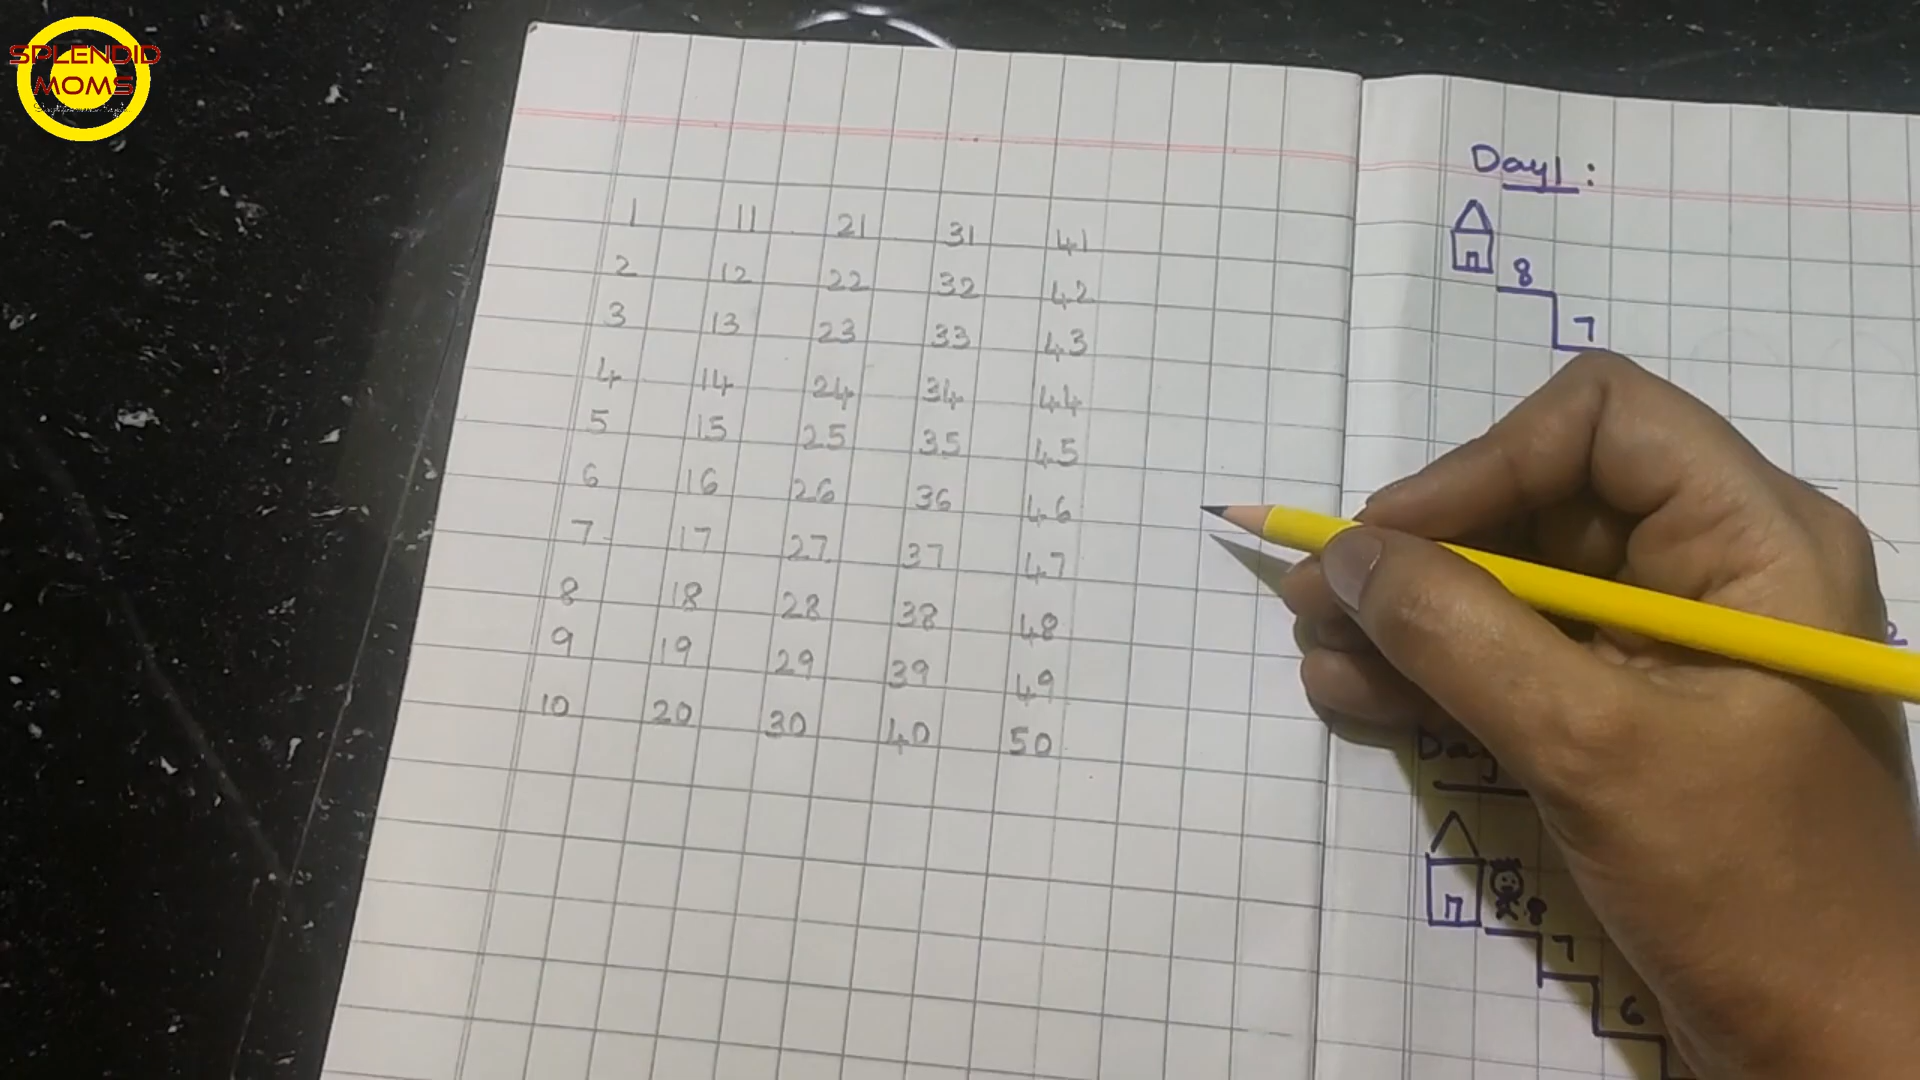 SPLENDID
MOMS
1 11 21 31 41
2 12 22 32 42
3 13 23 33 43
4 14 24 34 44
5 15 25 35 45
6 16 26 36 46
7 17 27 37 47
8 18 28 38 48
9 19 29 39 49
10 20 30 40 50
Day1 :
8
7
2
Day
8
7
6